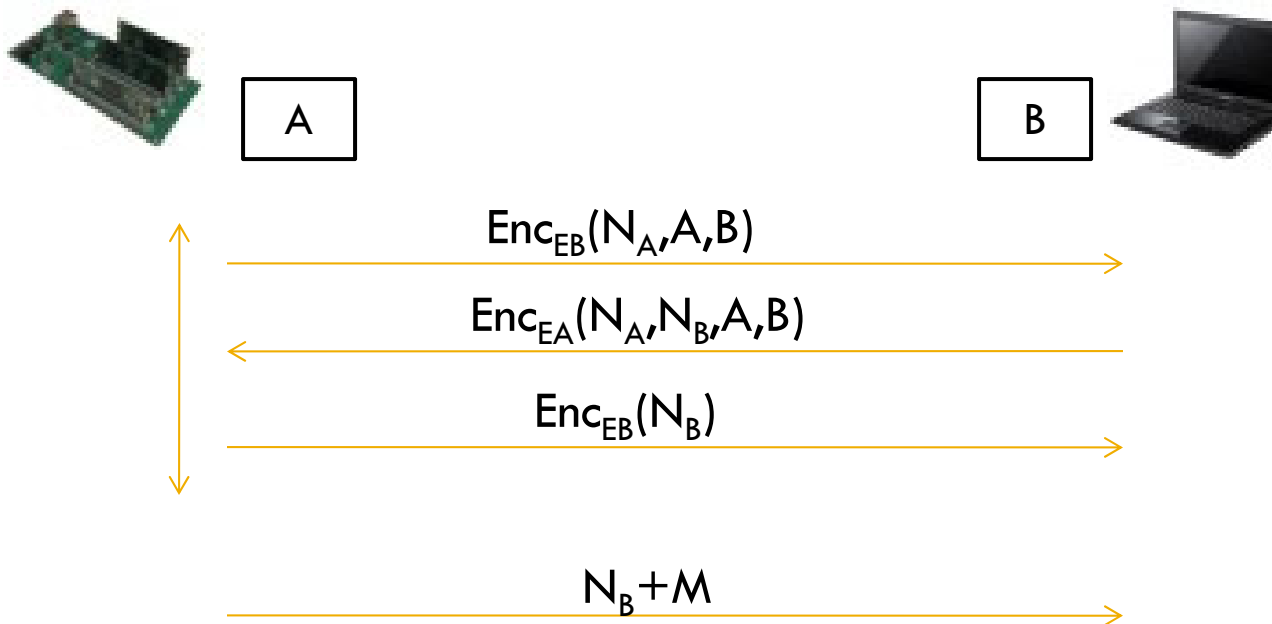 A
B
Enc_EB(N_A,A,B)
Enc_EA(N_A,N_B,A,B)
Enc_EB(N_B)
N_B+M